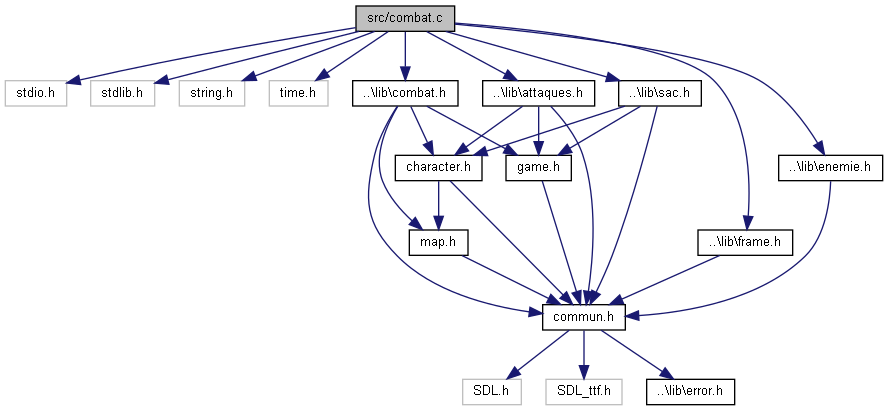 src/combat.c
stdio.h
stdlib.h
string.h
time.h
..\lib\combat.h
..\lib\attaques.h
..\lib\sac.h
character.h
game.h
..\lib\enemie.h
map.h
..\lib\frame.h
commun.h
SDL.h
SDL_ttf.h
..\lib\error.h